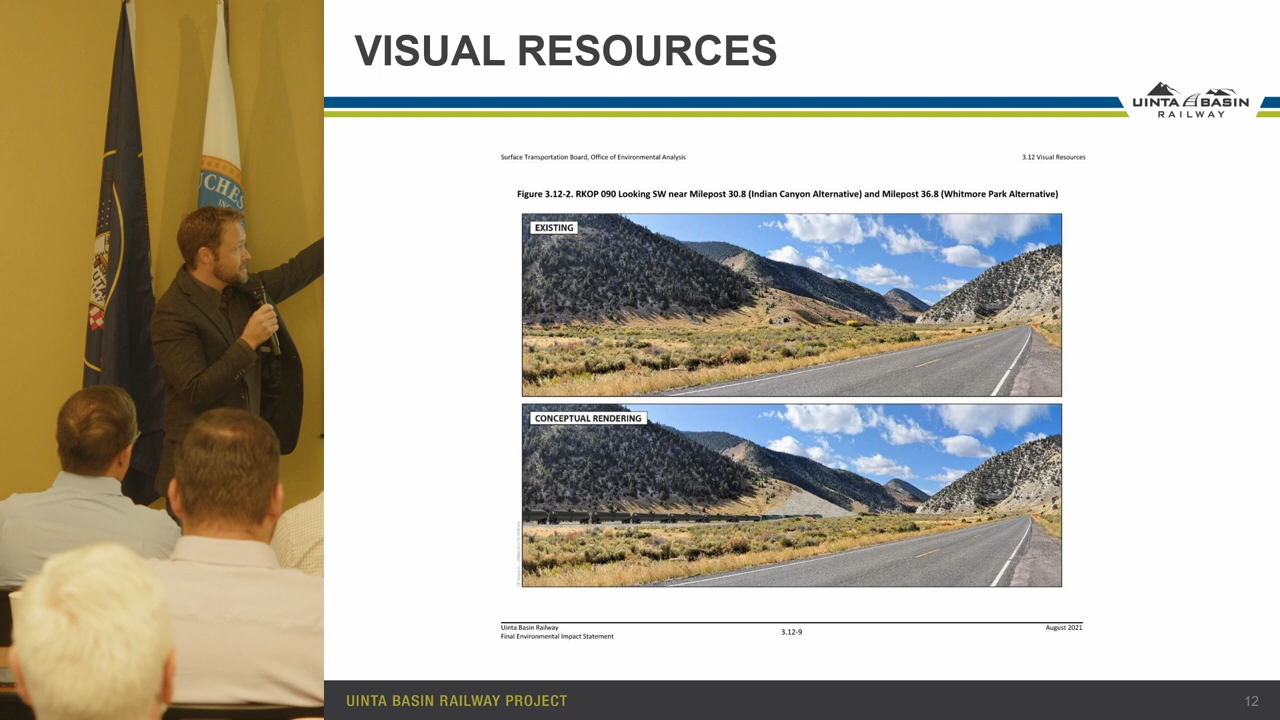 VISUAL RESOURCES
UINTA BASIN
RAILWAY
Surface Transportation Board, Office of Environmental Analysis
3.12 Visual Resources
Figure 3.12-2. RKOP 090 Looking SW near Milepost 30.8 (Indian Canyon Alternative) and Milepost 36.8 (Whitmore Park Alternative)
EXISTING
CONCEPTUAL RENDERING
Uinta Basin Railway
Final Environmental Impact Statement
3.12-9
August 2021
UINTA BASIN RAILWAY PROJECT
12